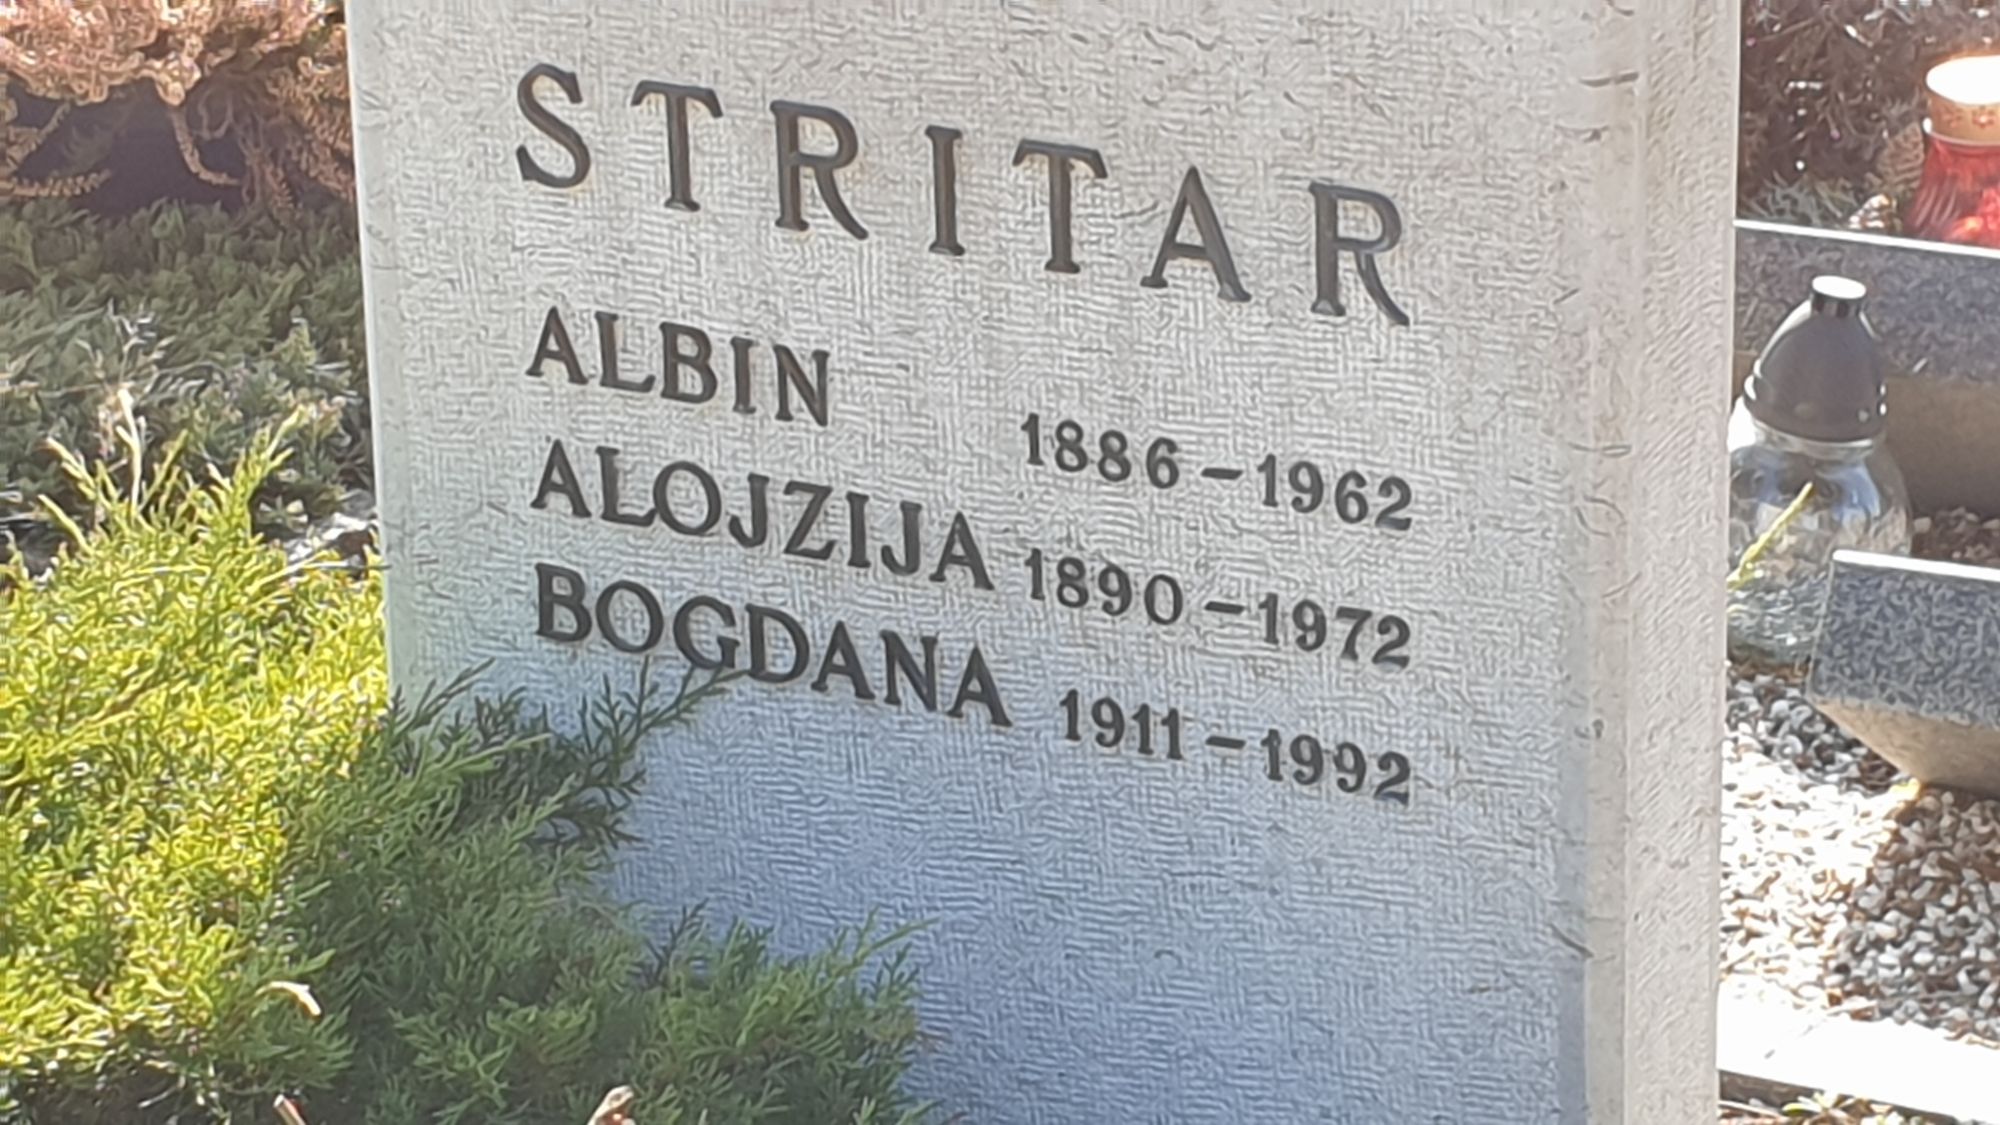 STRITAR
ALBIN 1886-1962
ALOJZIJA 1890-1972
BOGDANA 1911-1992